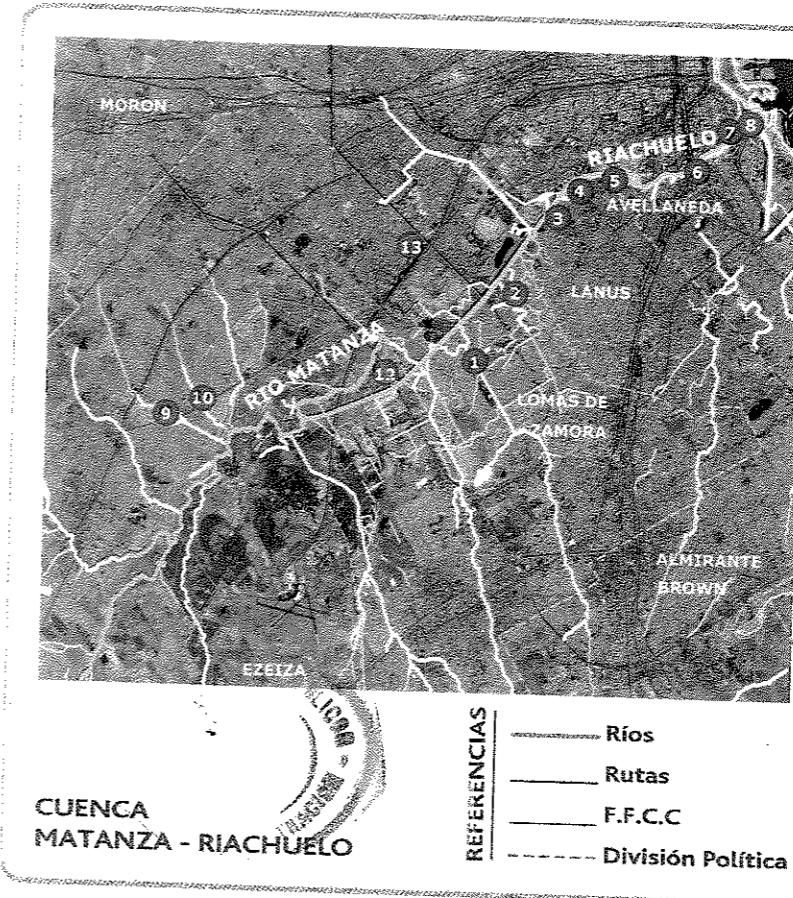 MORON
RIACHUELO
7
8
6
5
4
AVELLANEDA
3
13
2
LANUS
RIO MATANZA
1
12
10
9
LOMAS DE
ZAMORA
ALMIRANTE
BROWN
EZEIZA
REFERENCIAS
Ríos
Rutas
F.F.C.C
División Política
CUENCA
MATANZA - RIACHUELO